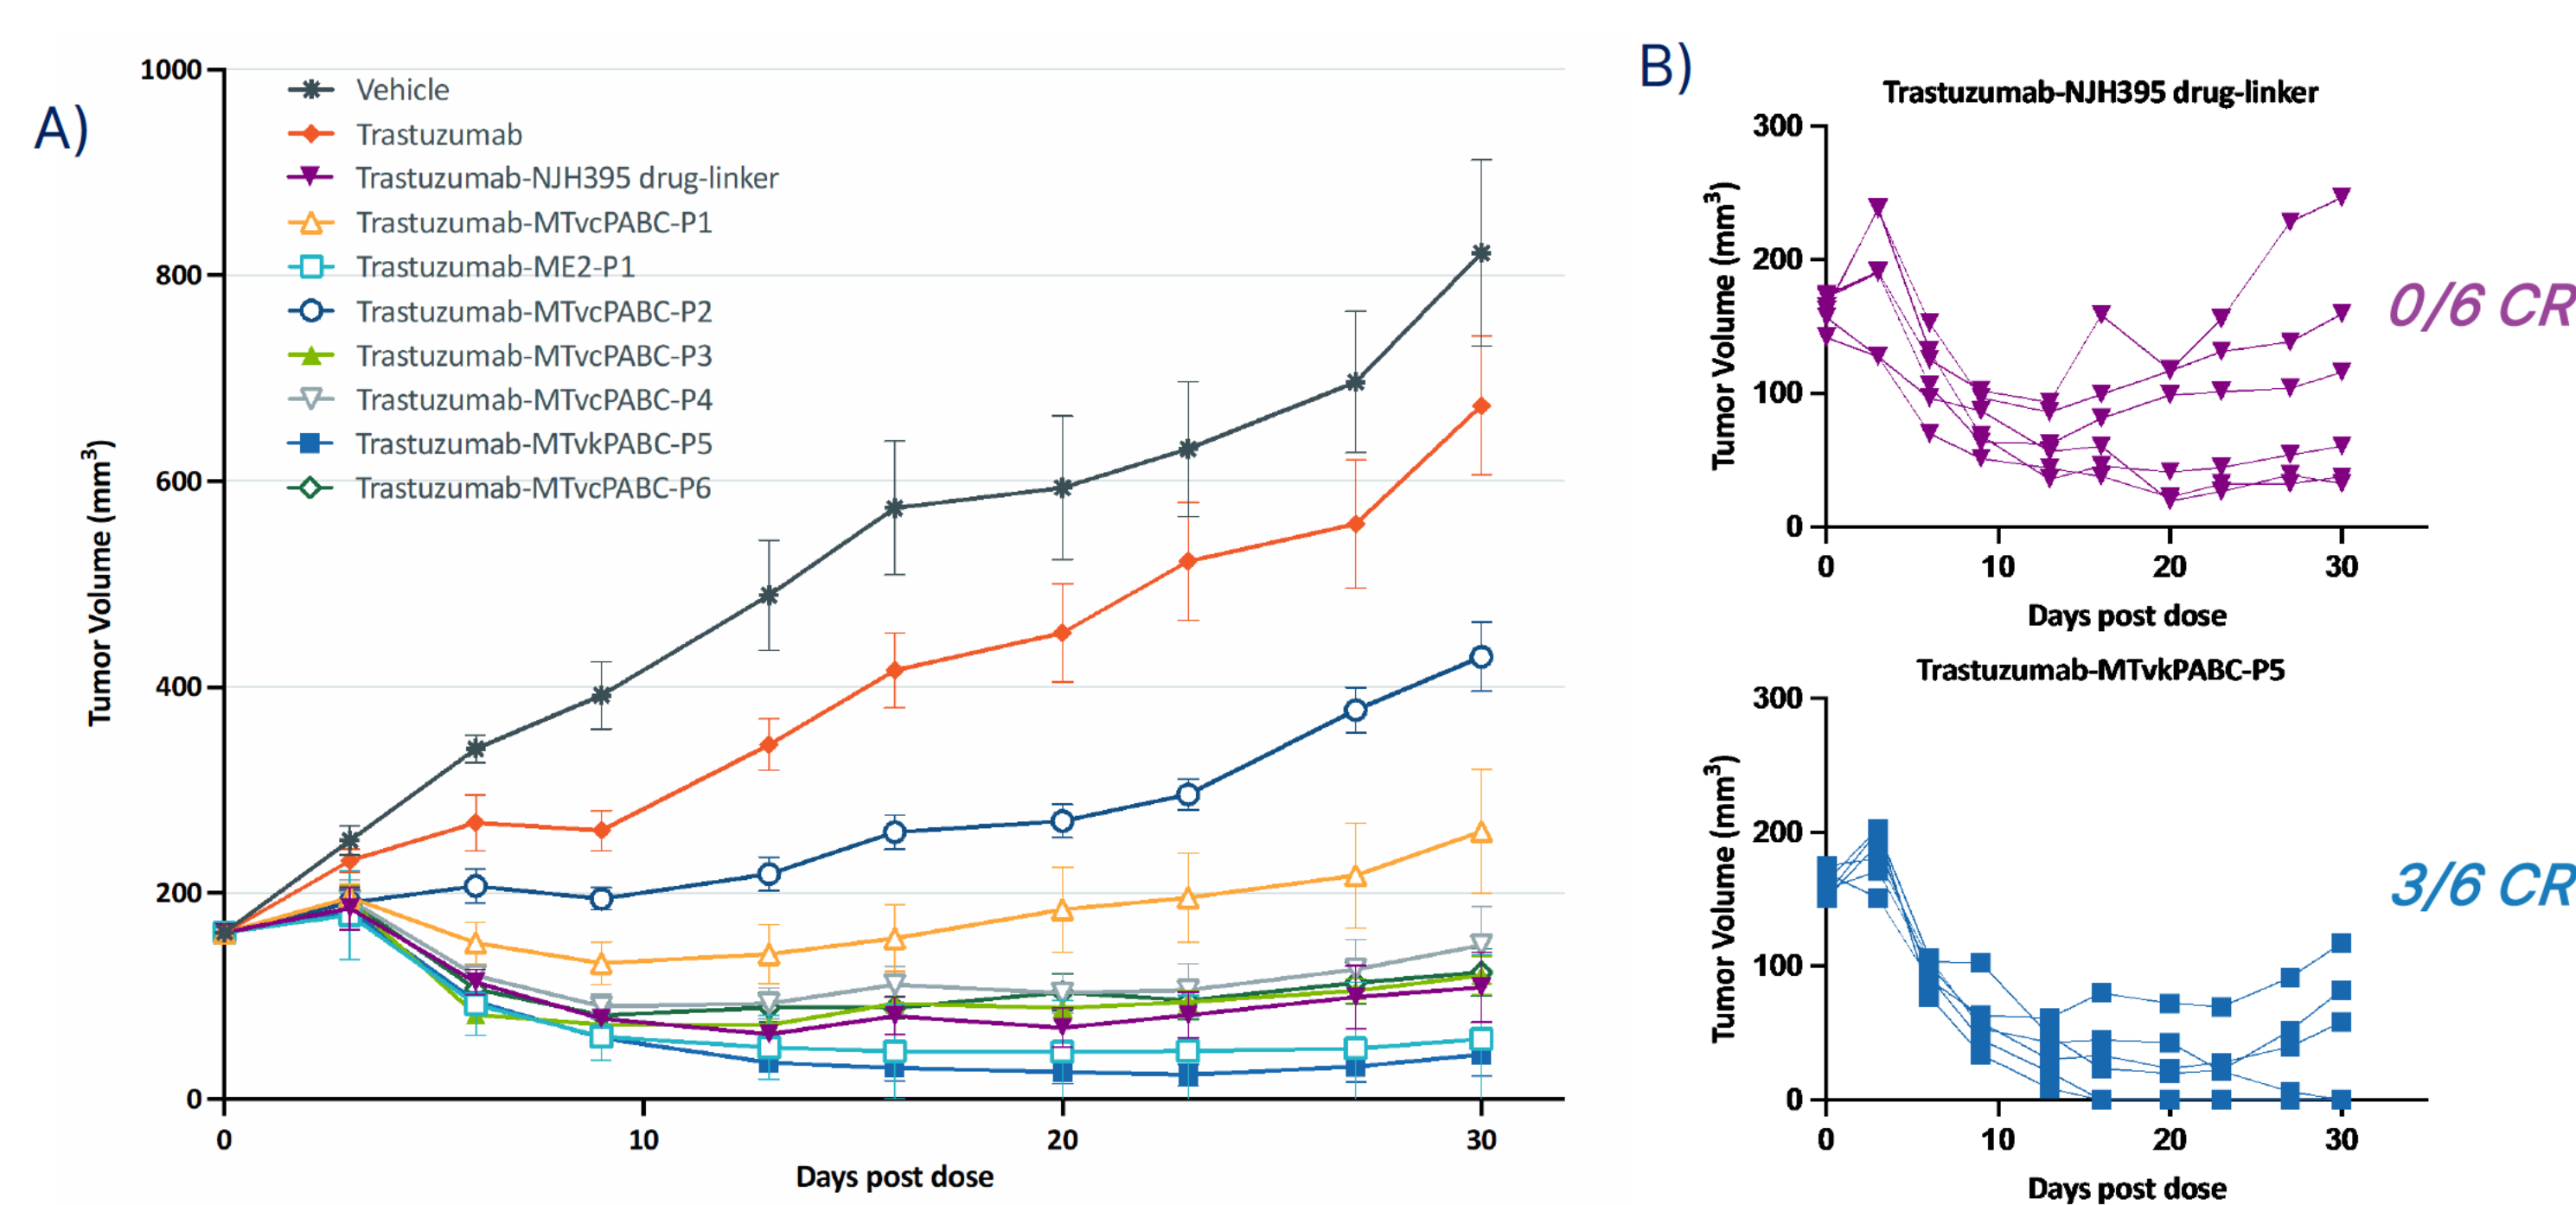 A)
1000
800
600
400
200
0
Tumor Volume (mm³)
Vehicle
Trastuzumab
Trastuzumab-NJH395 drug-linker
Trastuzumab-MTvcPABC-P1
Trastuzumab-ME2-P1
Trastuzumab-MTvcPABC-P2
Trastuzumab-MTvcPABC-P3
Trastuzumab-MTvcPABC-P4
Trastuzumab-MTvkPABC-P5
Trastuzumab-MTvcPABC-P6
0 10 20 30
Days post dose
B)
Trastuzumab-NJH395 drug-linker
300
200
100
0
Tumor Volume (mm³)
0/6 CR
0 10 20 30
Days post dose
Trastuzumab-MTvkPABC-P5
300
200
100
0
Tumor Volume (mm³)
3/6 CR
0 10 20 30
Days post dose